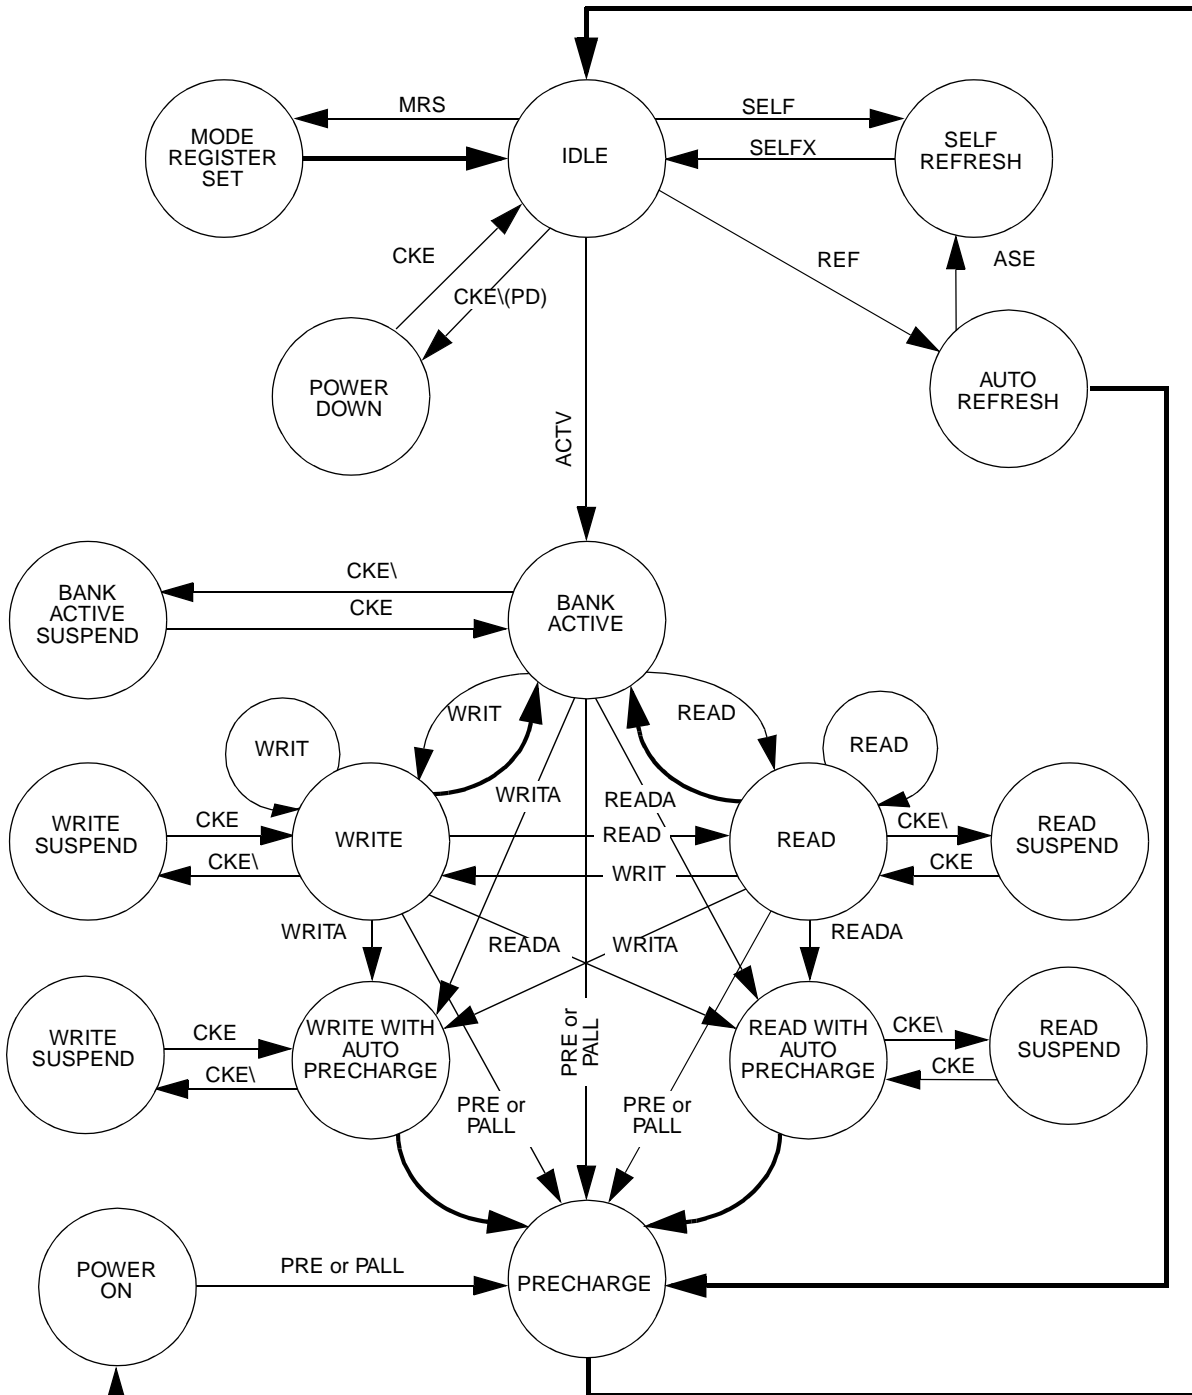 MRS
SELF
MODE
REGISTER
SET
IDLE
SELFX
SELF
REFRESH
CKE
CKE\(PD)
REF
ASE
POWER
DOWN
ACTV
AUTO
REFRESH
BANK
ACTIVE
SUSPEND
CKE\
CKE
BANK
ACTIVE
WRIT
WRIT
READ
READ
WRITA
READA
WRITE
SUSPEND
CKE
CKE\
WRITE
READ
WRIT
READ
CKE\
CKE
READ
SUSPEND
WRITA
READA
WRITA
READA
WRITE
SUSPEND
CKE
CKE\
WRITE WITH
AUTO
PRECHARGE
PRE or
PALL
READ WITH
AUTO
PRECHARGE
CKE\
CKE
READ
SUSPEND
PRE or
PALL
PRE or
PALL
POWER
ON
PRE or PALL
PRECHARGE